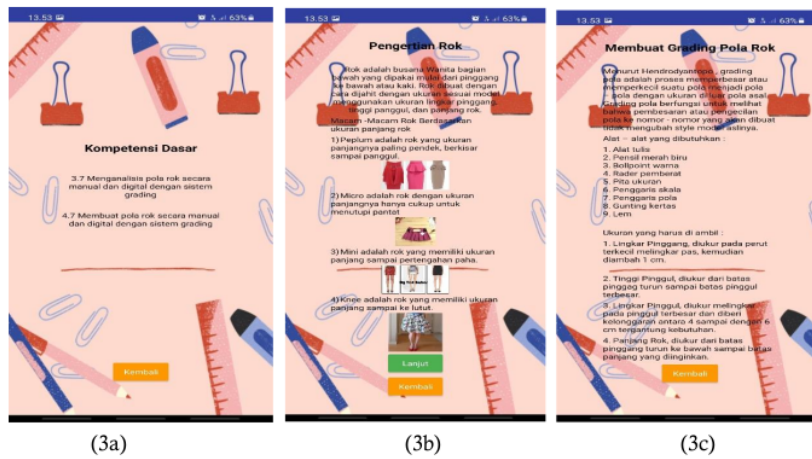 13.53
63%
Kompetensi Dasar
3.7 Menganalisis pola rok secara
manual dan digital dengan sistem
grading
4.7 Membuat pola rok secara manual
dan digital dengan sistem grading
Kembali
(3a)
13.53
63%
Pengertian Rok
Rok adalah busana Wanita bagian
bawah yang dipakai mulai dari pinggang
ke bawah atau kaki. Rok dibuat dengan
cara dijahit dengan ukuran sesuai model
menggunakan ukuran lingkar pinggang,
tinggi panggul, dan panjang rok.
Macam -Macam Rok Berdasarkan
ukuran panjang rok
1) Peplum adalah rok yang ukuran
panjangnya paling pendek, berkisar
sampai panggul.
2) Micro adalah rok dengan ukuran
panjangnya hanya cukup untuk
menutupi pantat
3) Mini adalah rok yang memiliki ukuran
panjang sampai pertengahan paha.
4) Knee adalah rok yang memiliki ukuran
panjang sampai ke lutut.
Lanjut
Kembali
(3b)
13.53
63%
Membuat Grading Pola Rok
Menurut Hendrodyantopo, grading
pola adalah proses memperbesar atau
memperkecil suatu pola menjadi pola
- pola dengan ukuran di luar pola asal.
Grading pola berfungsi untuk melihat
bahwa pembesaran atau pengecilan
pola ke nomor - nomor yang akan dibuat
tidak mengubah style model aslinya.
Alat - alat yang dibutuhkan :
1. Alat tulis
2. Pensil merah biru
3. Bollpoint warna
4. Rader pemberat
5. Pita ukuran
6. Penggaris skala
7. Penggaris pola
8. Gunting kertas
9. Lem
Ukuran yang harus di ambil :
1. Lingkar Pinggang, diukur pada perut
terkecil melingkar pas, kemudian
diambah 1 cm.
2. Tinggi Pinggul, diukur dari batas
pinggag turun sampai batas pinggul
terbesar.
3. Lingkar Pinggul, diukur melingkar
pada pinggul terbesar dan diberi
kelonggaran antara 4 sampai dengan 6
cm tergantung kebutuhan.
4. Panjang Rok, diukur dari batas
pinggang turun ke bawah sampai batas
panjang yang diinginkan.
Kembali
(3c)